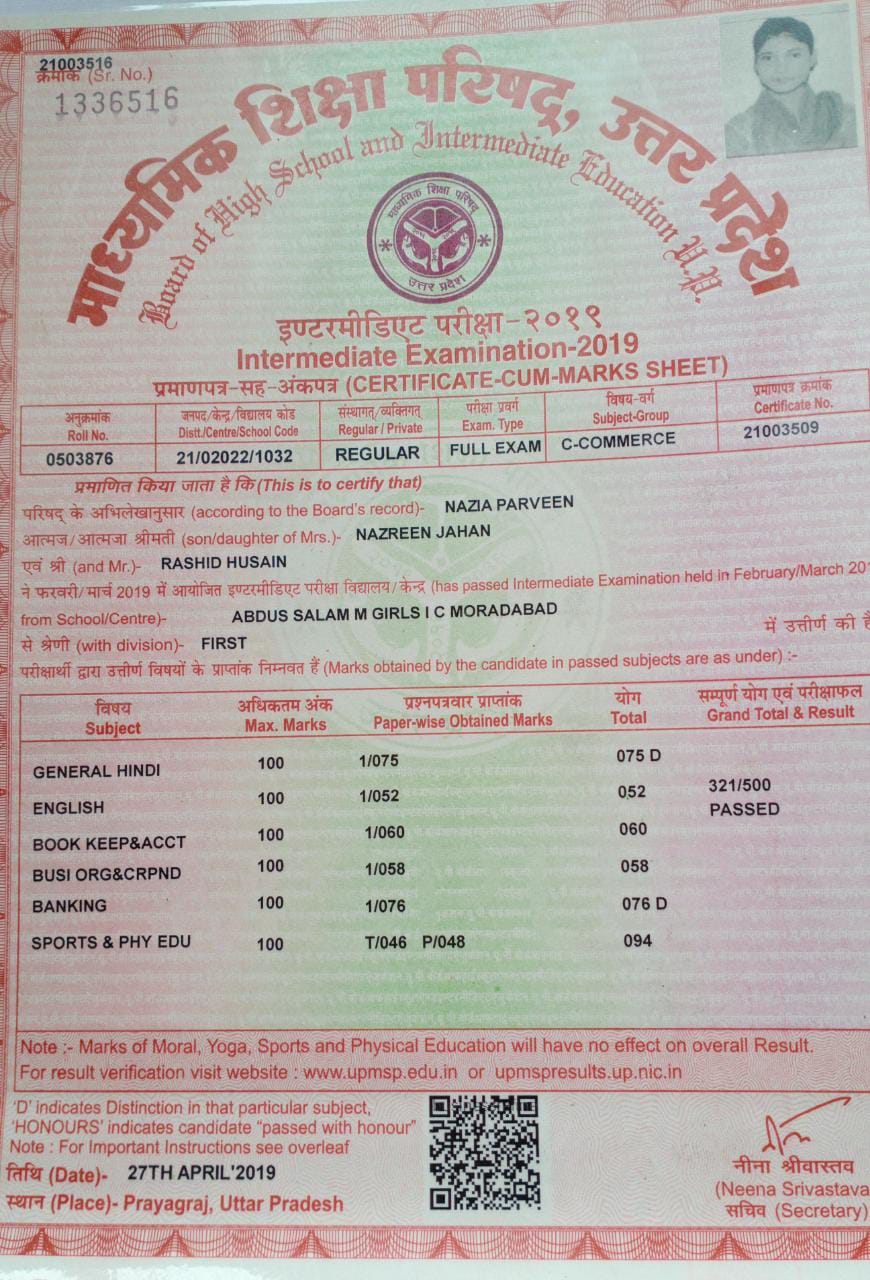 21003516
क्रमांक (Sr. No.)
1336516
माध्यमिक शिक्षा परिषद्, उत्तर प्रदेश
Board of High School and Intermediate Education U.P.
माध्यमिक शिक्षा परिषद्
उत्तर प्रदेश
इण्टरमीडिएट परीक्षा-२०१९
Intermediate Examination-2019
प्रमाणपत्र-सह-अंकपत्र (CERTIFICATE-CUM-MARKS SHEET)
अनुक्रमांक जनपद/केन्द्र/विद्यालय कोड संस्थागत्/व्यक्तिगत् परीक्षा प्रवर्ग विषय-वर्ग प्रमाणपत्र क्रमांक
Roll No. Distt./Centre/School Code Regular / Private Exam. Type Subject-Group Certificate No.
0503876 21/02022/1032 REGULAR FULL EXAM C-COMMERCE 21003509
प्रमाणित किया जाता है कि (This is to certify that)
परिषद् के अभिलेखानुसार (according to the Board's record)- NAZIA PARVEEN
आत्मज/आत्मजा श्रीमती (son/daughter of Mrs.)- NAZREEN JAHAN
एवं श्री (and Mr.)- RASHID HUSAIN
ने फरवरी/मार्च 2019 में आयोजित इण्टरमीडिएट परीक्षा विद्यालय/केन्द्र (has passed Intermediate Examination held in February/March 201
from School/Centre)- ABDUS SALAM M GIRLS I C MORADABAD
से श्रेणी (with division)- FIRST में उत्तीर्ण की है
परीक्षार्थी द्वारा उत्तीर्ण विषयों के प्राप्तांक निम्नवत हैं (Marks obtained by the candidate in passed subjects are as under) :-
विषय अधिकतम अंक प्रश्नपत्रवार प्राप्तांक योग सम्पूर्ण योग एवं परीक्षाफल
Subject Max. Marks Paper-wise Obtained Marks Total Grand Total & Result
GENERAL HINDI 100 1/075 075 D
ENGLISH 100 1/052 052 321/500
PASSED
BOOK KEEP&ACCT 100 1/060 060
BUSI ORG&CRPND 100 1/058 058
BANKING 100 1/076 076 D
SPORTS & PHY EDU 100 T/046 P/048 094
Note :- Marks of Moral, Yoga, Sports and Physical Education will have no effect on overall Result.
For result verification visit website : www.upmsp.edu.in or upmspresults.up.nic.in
'D' indicates Distinction in that particular subject,
'HONOURS' indicates candidate "passed with honour"
Note : For Important Instructions see overleaf
तिथि (Date)- 27TH APRIL'2019
स्थान (Place)- Prayagraj, Uttar Pradesh
नीना श्रीवास्तव
(Neena Srivastava
सचिव (Secretary)